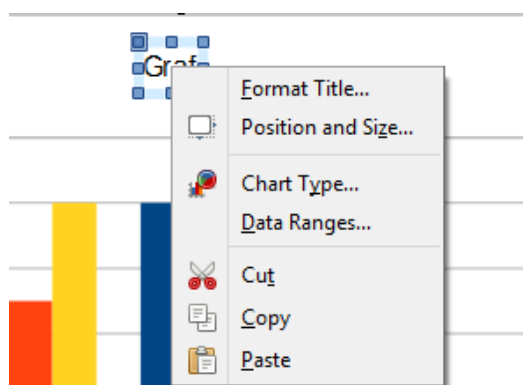 Graf
Format Title...
Position and Size...
Chart Type...
Data Ranges...
Cut
Copy
Paste